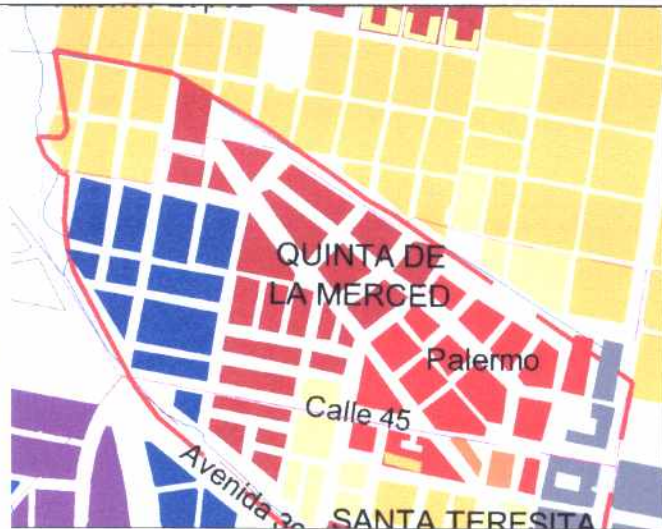 QUINTA DE
LA MERCED
Palermo
Calle 45
Avenida
SANTA TERESITA